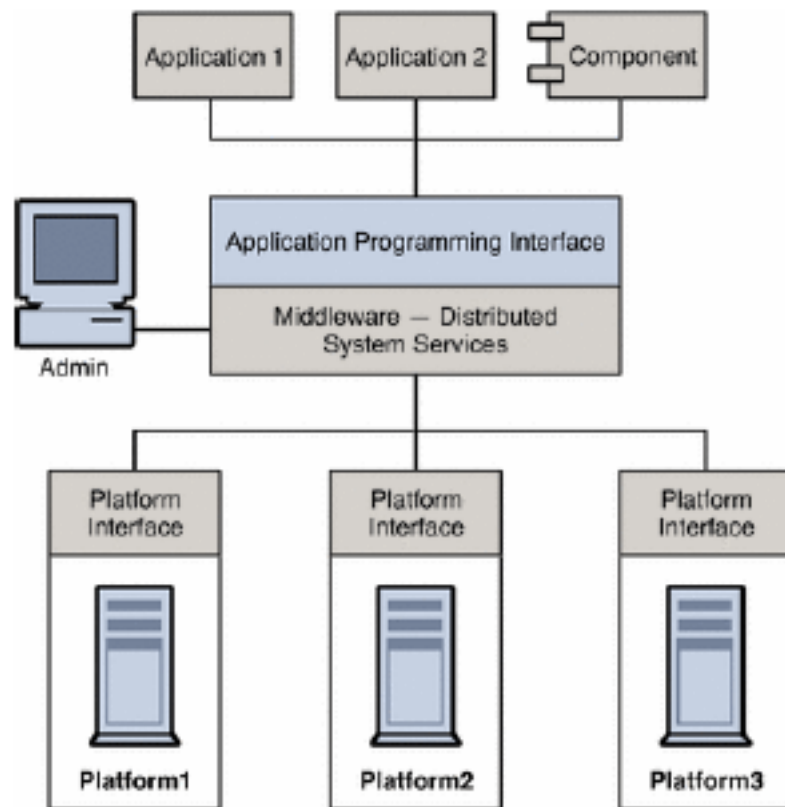 Application 1
Application 2
Component
Application Programming Interface
Middleware — Distributed
System Services
Admin
Platform
Interface
Platform
Interface
Platform
Interface
Platform1
Platform2
Platform3